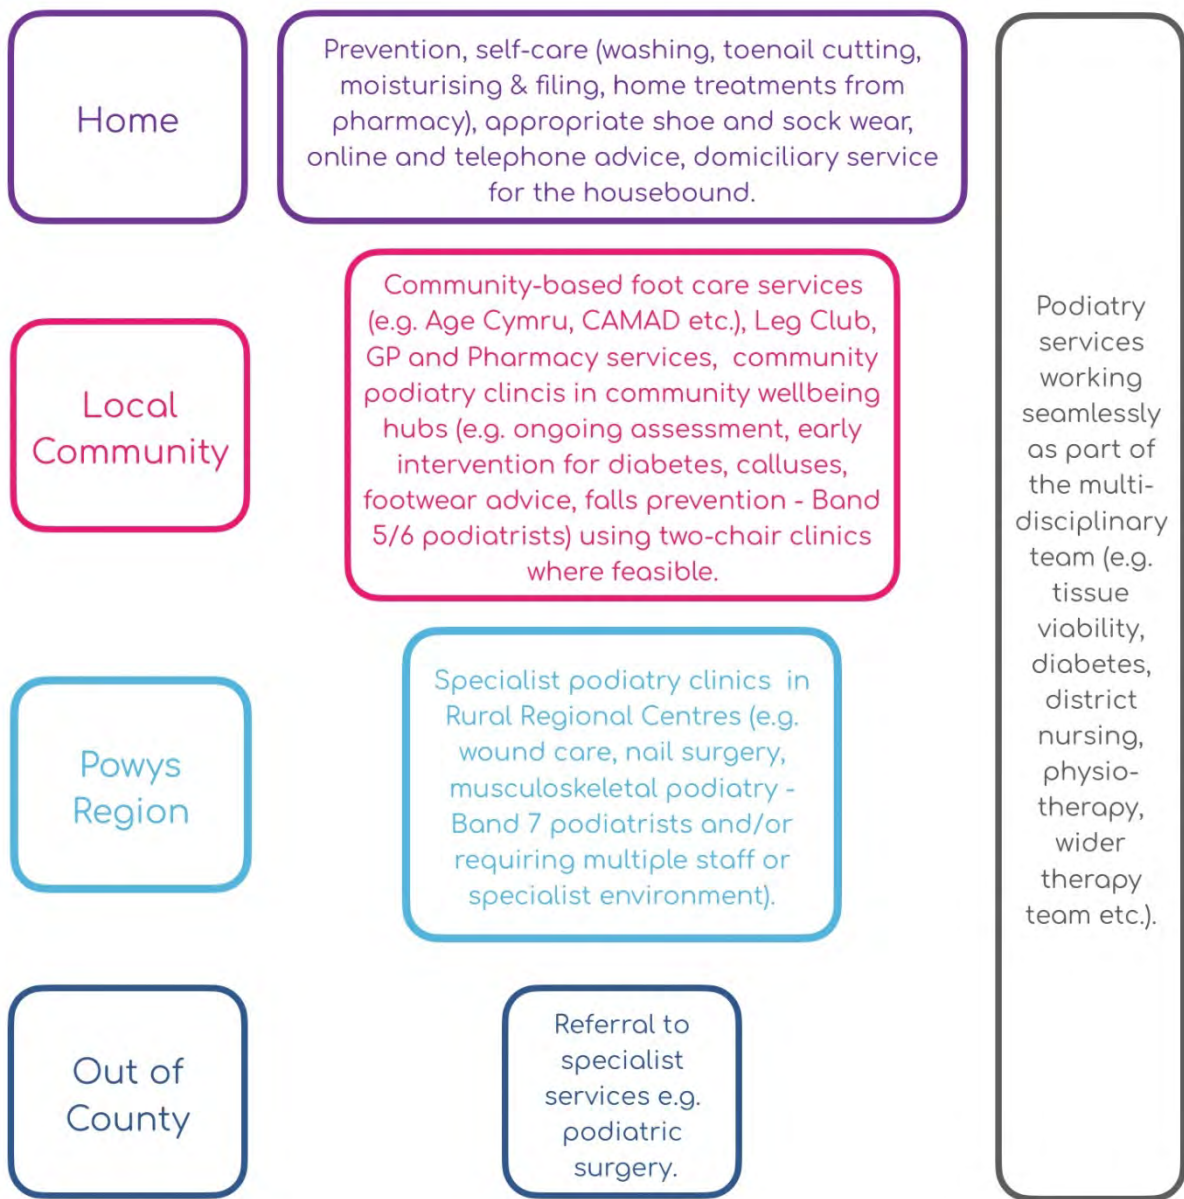 Home
Prevention, self-care (washing, toenail cutting,
moisturising & filing, home treatments from
pharmacy), appropriate shoe and sock wear,
online and telephone advice, domiciliary service
for the housebound.
Local
Community
Community-based foot care services
(e.g. Age Cymru, CAMAD etc.), Leg Club,
GP and Pharmacy services, community
podiatry clincis in community wellbeing
hubs (e.g. ongoing assessment, early
intervention for diabetes, calluses,
footwear advice, falls prevention - Band
5/6 podiatrists) using two-chair clinics
where feasible.
Powys
Region
Specialist podiatry clinics in
Rural Regional Centres (e.g.
wound care, nail surgery,
musculoskeletal podiatry -
Band 7 podiatrists and/or
requiring multiple staff or
specialist environment).
Out of
County
Referral to
specialist
services e.g.
podiatric
surgery.
Podiatry
services
working
seamlessly
as part of
the multi-
disciplinary
team (e.g.
tissue
viability,
diabetes,
district
nursing,
physio-
therapy,
wider
therapy
team etc.).